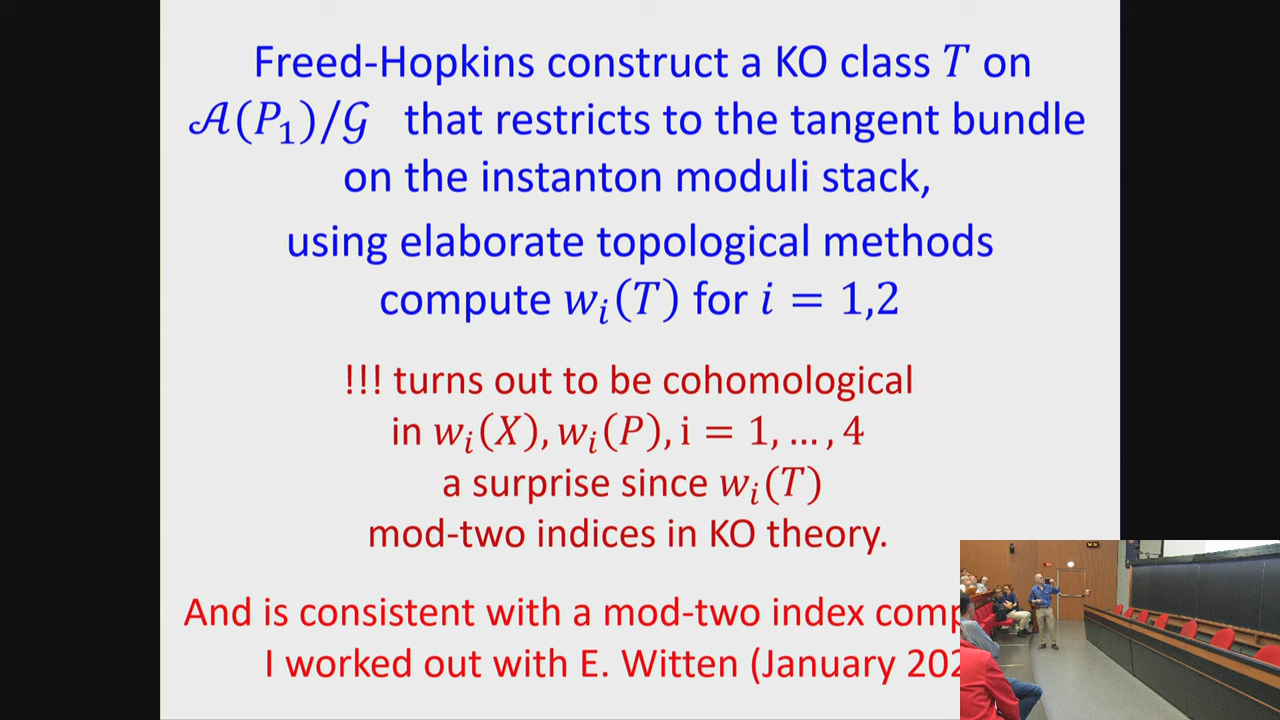 Freed-Hopkins construct a KO class T on
𝒜(P₁)/𝒢 that restricts to the tangent bundle
on the instanton moduli stack,
using elaborate topological methods
compute wᵢ(T) for i = 1,2
!!! turns out to be cohomological
in wᵢ(X), wᵢ(P), i = 1, … , 4
a surprise since wᵢ(T)
mod-two indices in KO theory.
And is consistent with a mod-two index
I worked out with E. Witten (January